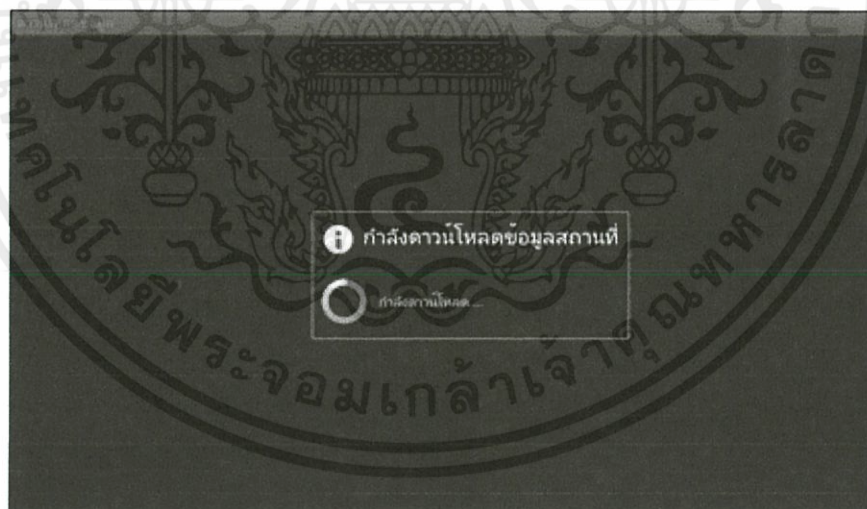 กำลังดาวน์โหลดข้อมูลสถานที่
กำลังดาวน์โหลด ...
เทคโนโลยีพระจอมเกล้าเจ้าคุณทหารลาด